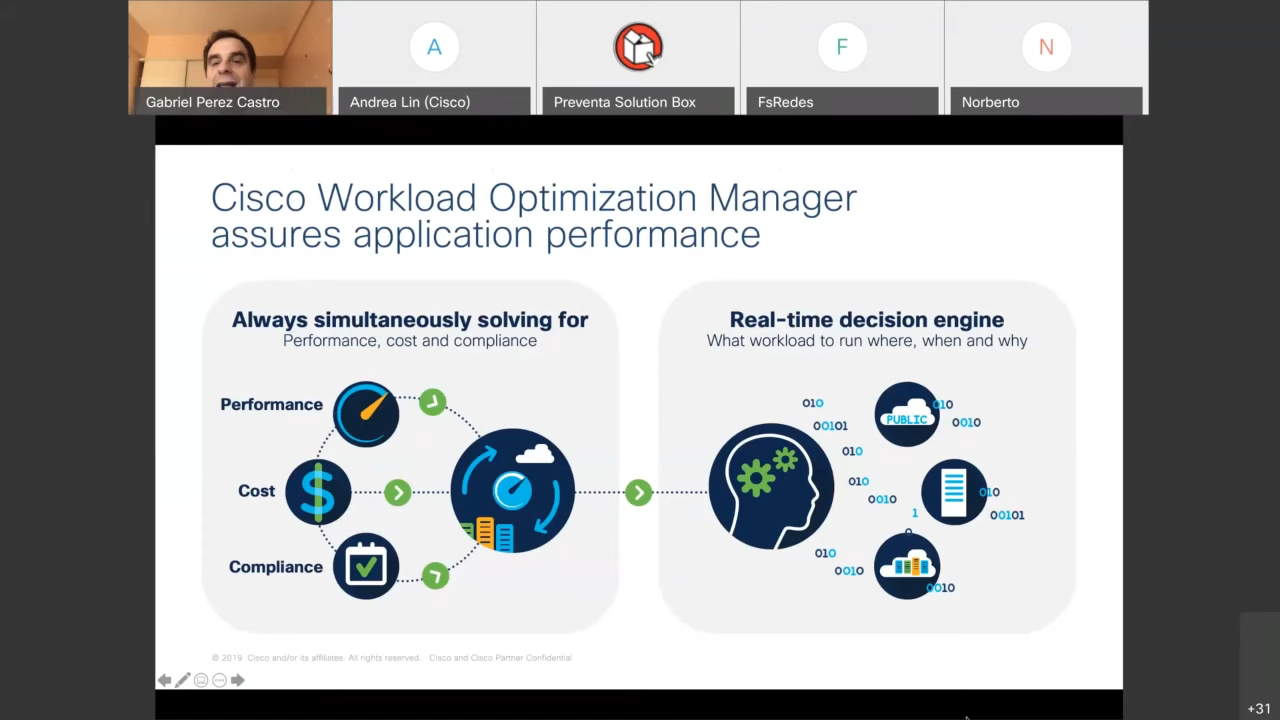 Gabriel Perez Castro
A
Andrea Lin (Cisco)
Preventa Solution Box
F
FsRedes
N
Norberto
Cisco Workload Optimization Manager
assures application performance
Always simultaneously solving for
Performance, cost and compliance
Performance
Cost
$
Compliance
Real-time decision engine
What workload to run where, when and why
010
00101
010
010
0010
1
0
010
0010
PUBLIC
010
0010
010
00101
0010
© 2019 Cisco and/or its affiliates. All rights reserved. Cisco and Cisco Partner Confidential
+31